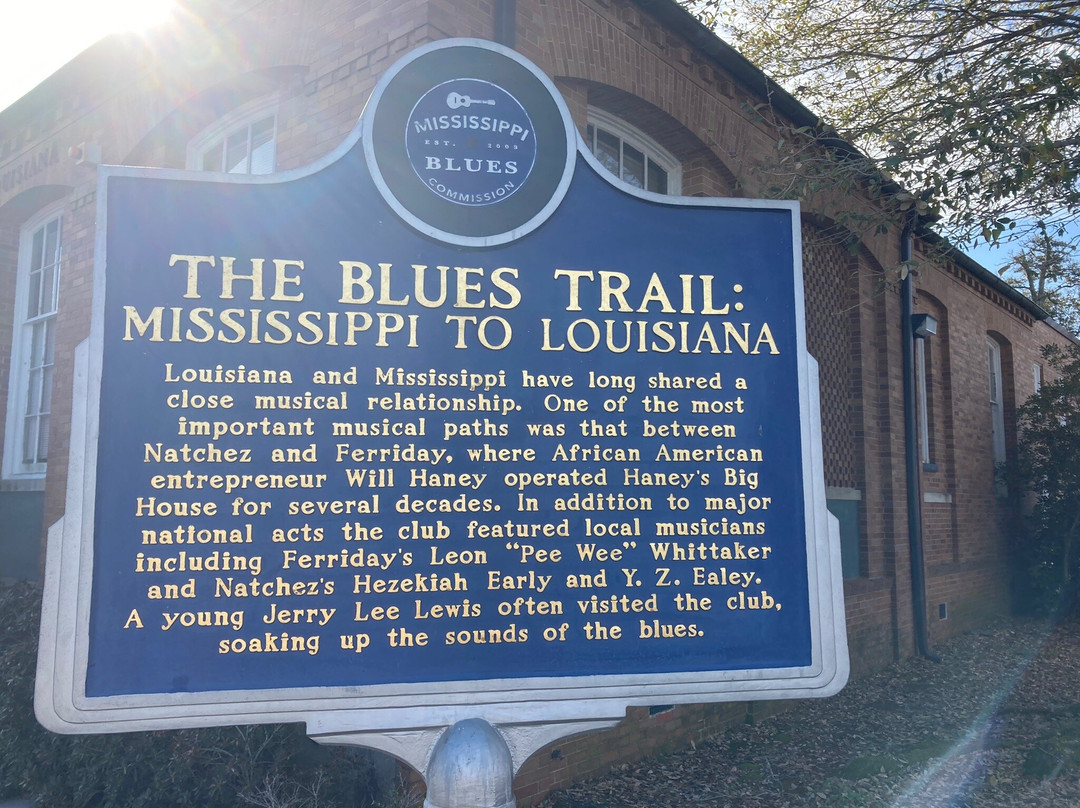 MISSISSIPPI
EST. 2003
BLUES
COMMISSION
THE BLUES TRAIL:
MISSISSIPPI TO LOUISIANA
Louisiana and Mississippi have long shared a
close musical relationship. One of the most
important musical paths was that between
Natchez and Ferriday, where African American
entrepreneur Will Haney operated Haney's Big
House for several decades. In addition to major
national acts the club featured local musicians
including Ferriday's Leon “Pee Wee” Whittaker
and Natchez's Hezekiah Early and Y. Z. Ealey.
A young Jerry Lee Lewis often visited the club,
soaking up the sounds of the blues.